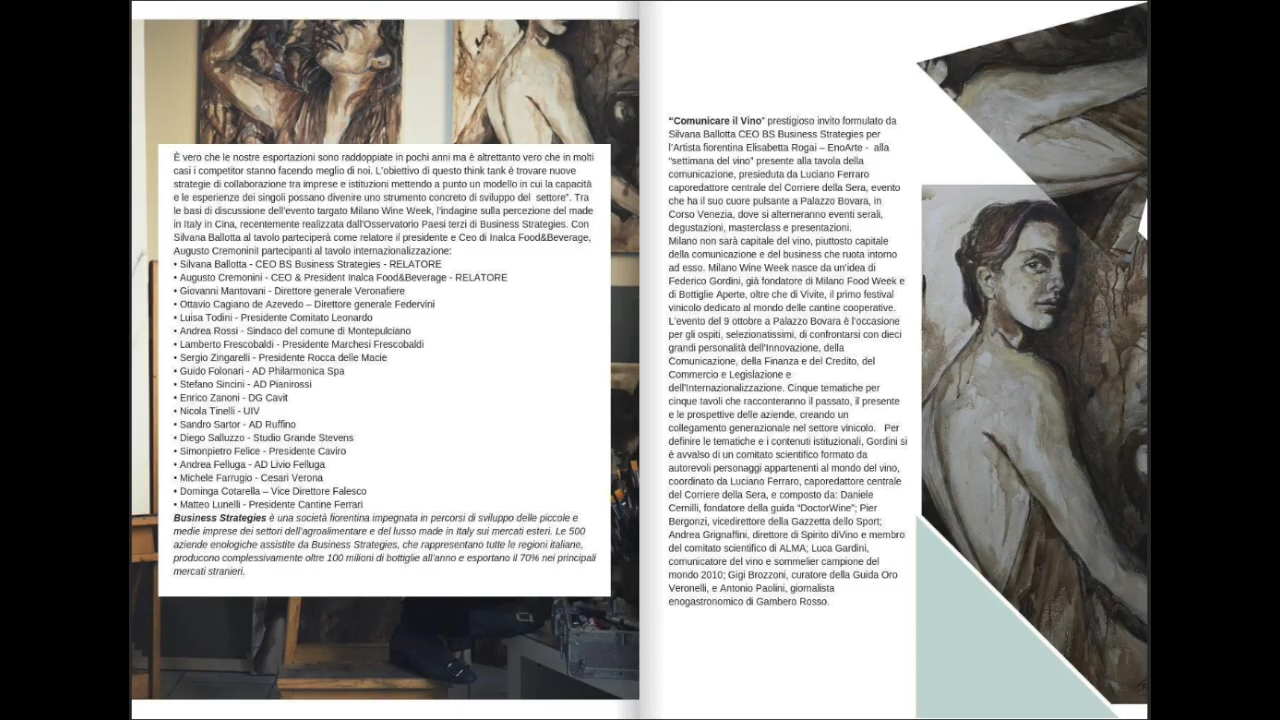 È vero che le nostre esportazioni sono raddoppiate in pochi anni ma è altrettanto vero che in molti
casi i competitor stanno facendo meglio di noi. L'obiettivo di questo think tank è trovare nuove
strategie di collaborazione tra imprese e istituzioni mettendo a punto un modello in cui la capacità
e le esperienze dei singoli possano divenire uno strumento concreto di sviluppo del  settore”. Tra
le basi di discussione dell'evento targato Milano Wine Week, l'indagine sulla percezione del made
in Italy in Cina, recentemente realizzata dall'Osservatorio Paesi terzi di Business Strategies. Con
Silvana Ballotta al tavolo parteciperà come relatore il presidente e Ceo di Inalca Food&Beverage,
Augusto Cremoninil partecipanti al tavolo internazionalizzazione:
• Silvana Ballotta - CEO BS Business Strategies - RELATORE
• Augusto Cremonini - CEO & President Inalca Food&Beverage - RELATORE
• Giovanni Mantovani - Direttore generale Veronafiere
• Ottavio Cagiano de Azevedo – Direttore generale Federvini
• Luisa Todini - Presidente Comitato Leonardo
• Andrea Rossi - Sindaco del comune di Montepulciano
• Lamberto Frescobaldi - Presidente Marchesi Frescobaldi
• Sergio Zingarelli - Presidente Rocca delle Macie
• Guido Folonari - AD Philarmonica Spa
• Stefano Sincini - AD Pianirossi
• Enrico Zanoni - DG Cavit
• Nicola Tinelli - UIV
• Sandro Sartor - AD Ruffino
• Diego Salluzzo - Studio Grande Stevens
• Simonpietro Felice - Presidente Caviro
• Andrea Felluga - AD Livio Felluga
• Michele Farrugio - Cesari Verona
• Dominga Cotarella – Vice Direttore Falesco
• Matteo Lunelli - Presidente Cantine Ferrari
Business Strategies è una società fiorentina impegnata in percorsi di sviluppo delle piccole e
medie imprese dei settori dell'agroalimentare e del lusso made in Italy sui mercati esteri. Le 500
aziende enologiche assistite da Business Strategies, che rappresentano tutte le regioni italiane,
producono complessivamente oltre 100 milioni di bottiglie all'anno e esportano il 70% nei principali
mercati stranieri.
“Comunicare il Vino” prestigioso invito formulato da
Silvana Ballotta CEO BS Business Strategies per
l'Artista fiorentina Elisabetta Rogai – EnoArte -  alla
“settimana del vino” presente alla tavola della
comunicazione, presieduta da Luciano Ferraro
caporedattore centrale del Corriere della Sera, evento
che ha il suo cuore pulsante a Palazzo Bovara, in
Corso Venezia, dove si alterneranno eventi serali,
degustazioni, masterclass e presentazioni.
Milano non sarà capitale del vino, piuttosto capitale
della comunicazione e del business che ruota intorno
ad esso. Milano Wine Week nasce da un'idea di
Federico Gordini, già fondatore di Milano Food Week e
di Bottiglie Aperte, oltre che di Vivite, il primo festival
vinicolo dedicato al mondo delle cantine cooperative.
L'evento del 9 ottobre a Palazzo Bovara è l'occasione
per gli ospiti, selezionatissimi, di confrontarsi con dieci
grandi personalità dell'Innovazione, della
Comunicazione, della Finanza e del Credito, del
Commercio e Legislazione e
dell'Internazionalizzazione. Cinque tematiche per
cinque tavoli che racconteranno il passato, il presente
e le prospettive delle aziende, creando un
collegamento generazionale nel settore vinicolo.   Per
definire le tematiche e i contenuti istituzionali, Gordini si
è avvalso di un comitato scientifico formato da
autorevoli personaggi appartenenti al mondo del vino,
coordinato da Luciano Ferraro, caporedattore centrale
del Corriere della Sera, e composto da: Daniele
Cernilli, fondatore della guida “DoctorWine”; Pier
Bergonzi, vicedirettore della Gazzetta dello Sport;
Andrea Grignaffini, direttore di Spirito diVino e membro
del comitato scientifico di ALMA; Luca Gardini,
comunicatore del vino e sommelier campione del
mondo 2010; Gigi Brozzoni, curatore della Guida Oro
Veronelli, e Antonio Paolini, giornalista
enogastronomico di Gambero Rosso.